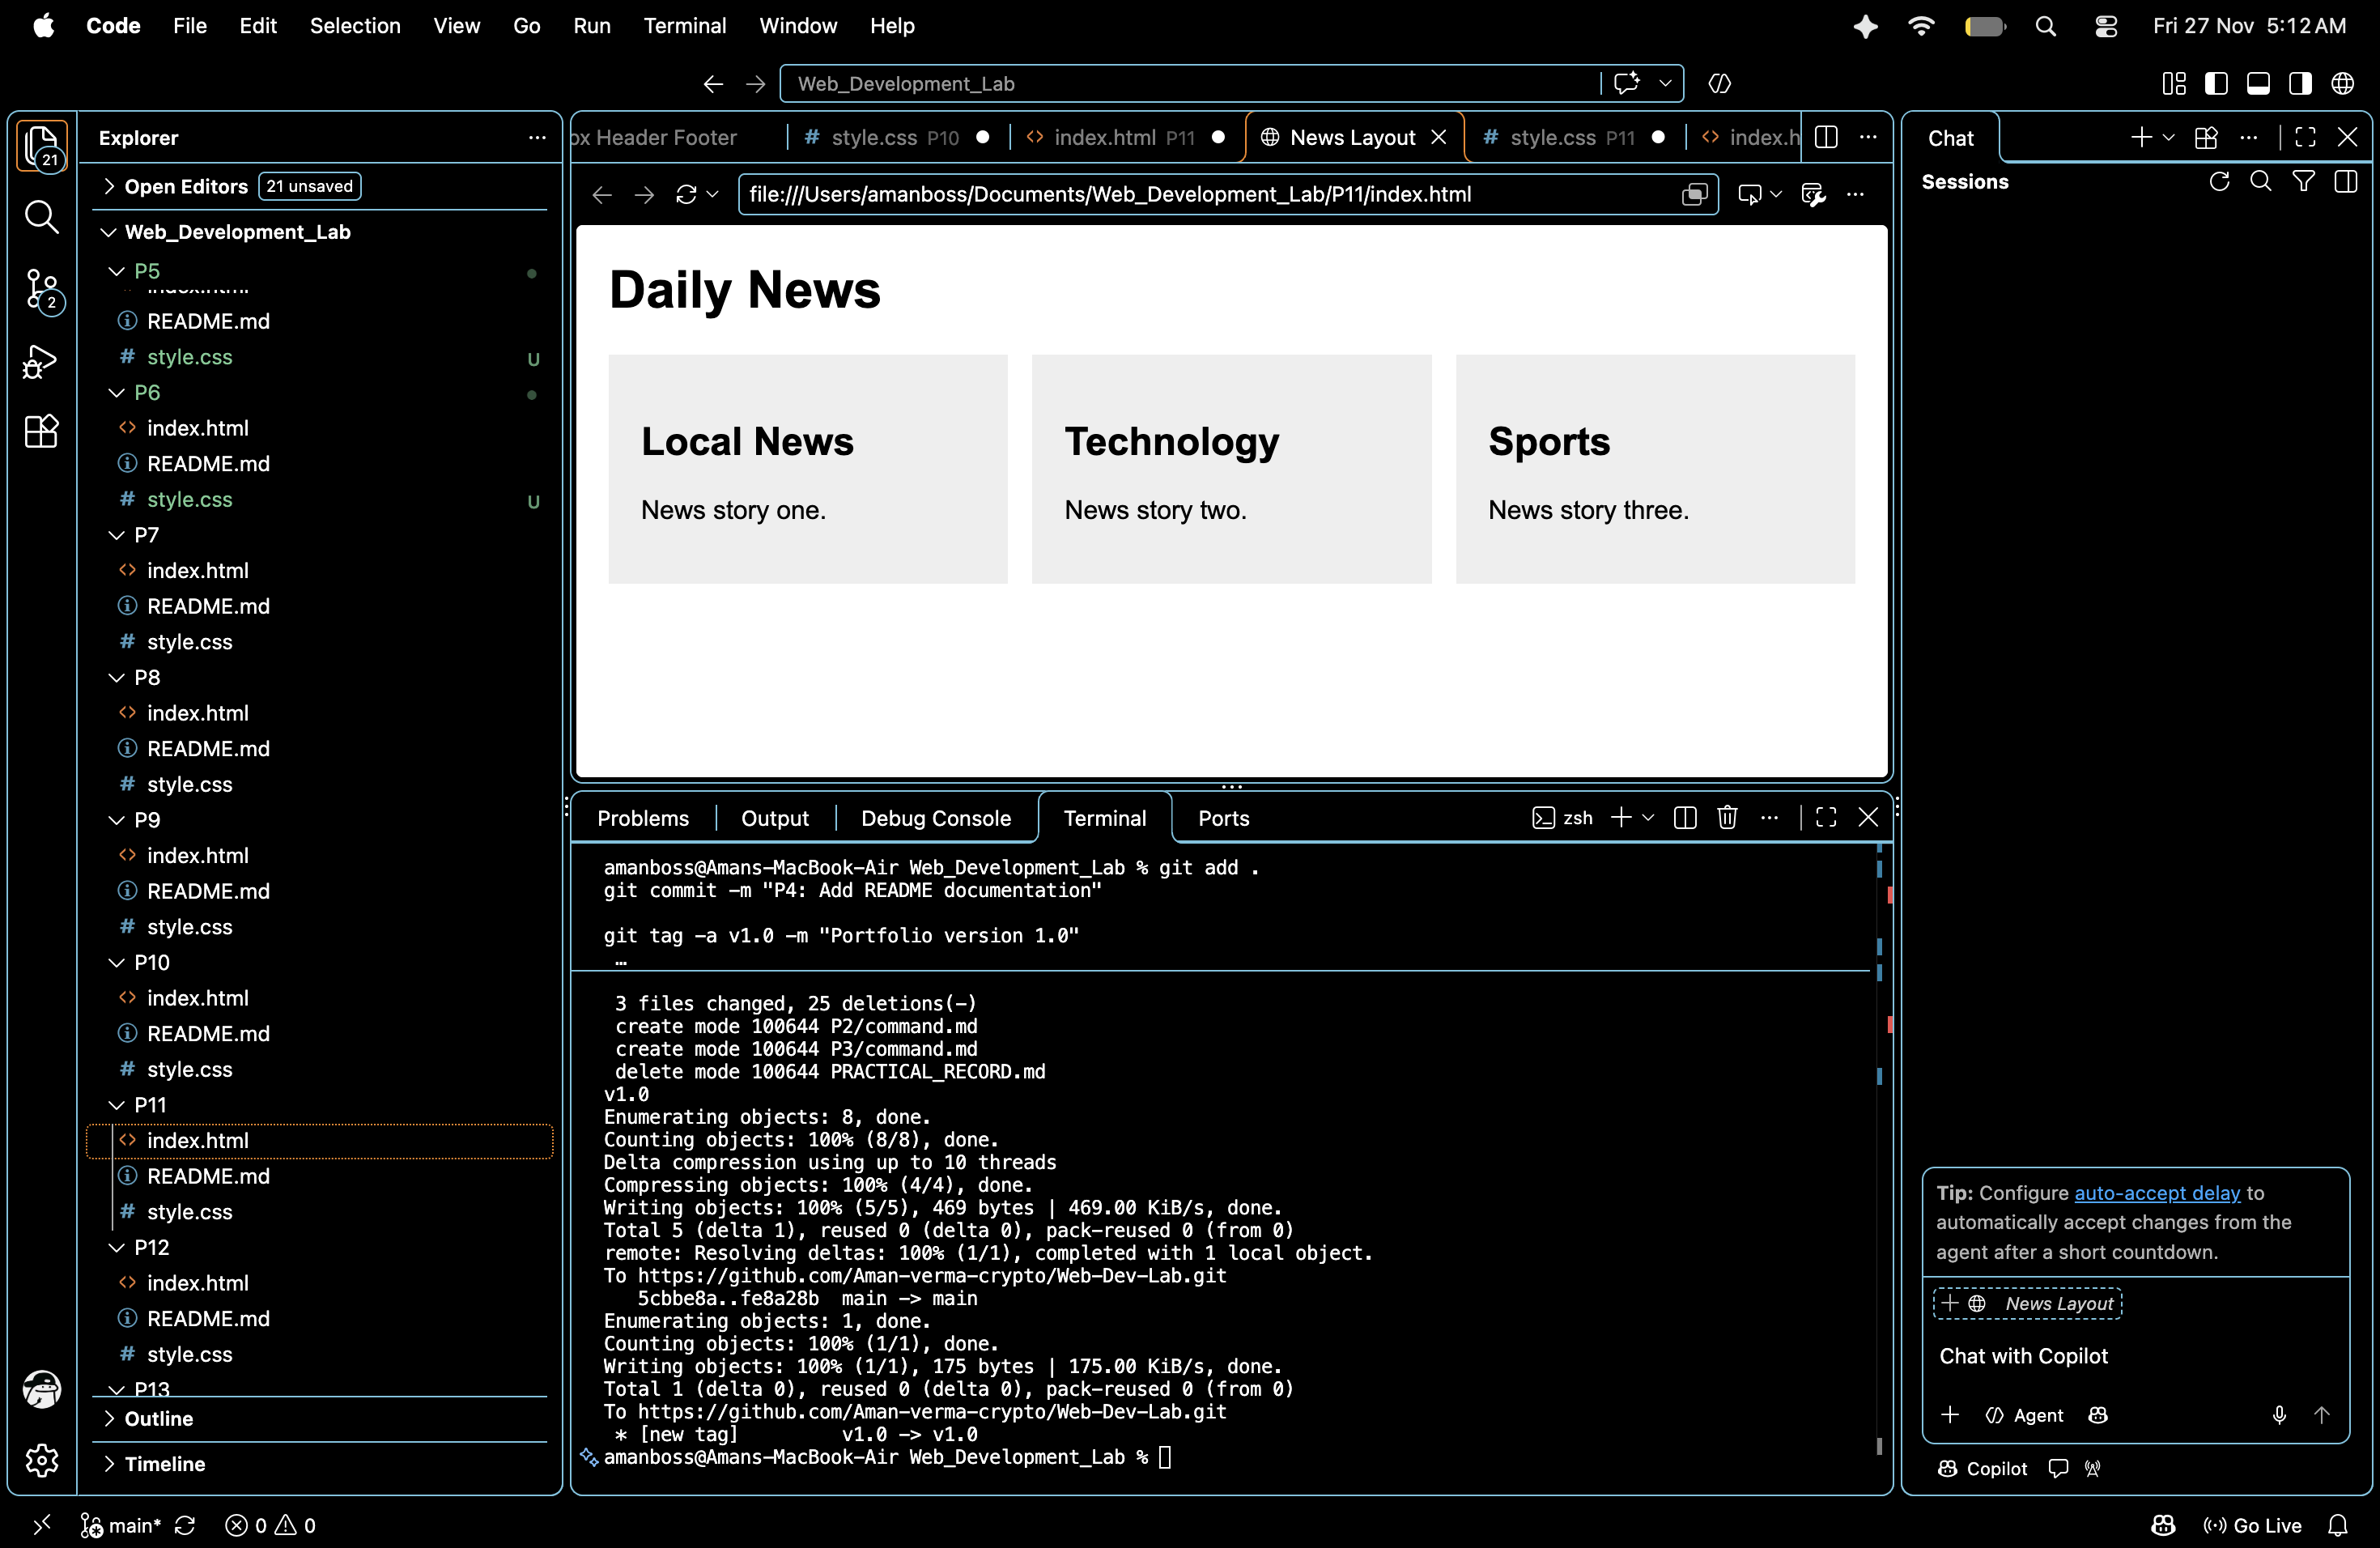 Code File Edit Selection View Go Run Terminal Window Help Fri 27 Nov 5:12 AM
Web_Development_Lab
Explorer
21
Open Editors 21 unsaved
Web_Development_Lab
P5
README.md
style.css U
P6
index.html
README.md
style.css U
P7
index.html
README.md
style.css
P8
index.html
README.md
style.css
P9
index.html
README.md
style.css
P10
index.html
README.md
style.css
P11
index.html
README.md
style.css
P12
index.html
README.md
style.css
P13
Outline
Timeline
2
ox Header Footer style.css P10 index.html P11 News Layout style.css P11 index.h
file:///Users/amanboss/Documents/Web_Development_Lab/P11/index.html
Daily News
Local News
News story one.
Technology
News story two.
Sports
News story three.
Problems Output Debug Console Terminal Ports zsh
amanboss@Amans-MacBook-Air Web_Development_Lab % git add .
git commit -m "P4: Add README documentation"
git tag -a v1.0 -m "Portfolio version 1.0"
…
3 files changed, 25 deletions(-)
create mode 100644 P2/command.md
create mode 100644 P3/command.md
delete mode 100644 PRACTICAL_RECORD.md
v1.0
Enumerating objects: 8, done.
Counting objects: 100% (8/8), done.
Delta compression using up to 10 threads
Compressing objects: 100% (4/4), done.
Writing objects: 100% (5/5), 469 bytes | 469.00 KiB/s, done.
Total 5 (delta 1), reused 0 (delta 0), pack-reused 0 (from 0)
remote: Resolving deltas: 100% (1/1), completed with 1 local object.
To https://github.com/Aman-verma-crypto/Web-Dev-Lab.git
5cbbe8a..fe8a28b main -> main
Enumerating objects: 1, done.
Counting objects: 100% (1/1), done.
Writing objects: 100% (1/1), 175 bytes | 175.00 KiB/s, done.
Total 1 (delta 0), reused 0 (delta 0), pack-reused 0 (from 0)
To https://github.com/Aman-verma-crypto/Web-Dev-Lab.git
* [new tag] v1.0 -> v1.0
amanboss@Amans-MacBook-Air Web_Development_Lab %
Chat
Sessions
Tip: Configure auto-accept delay to
automatically accept changes from the
agent after a short countdown.
News Layout
Chat with Copilot
Agent
Copilot
main* 0 0 Go Live